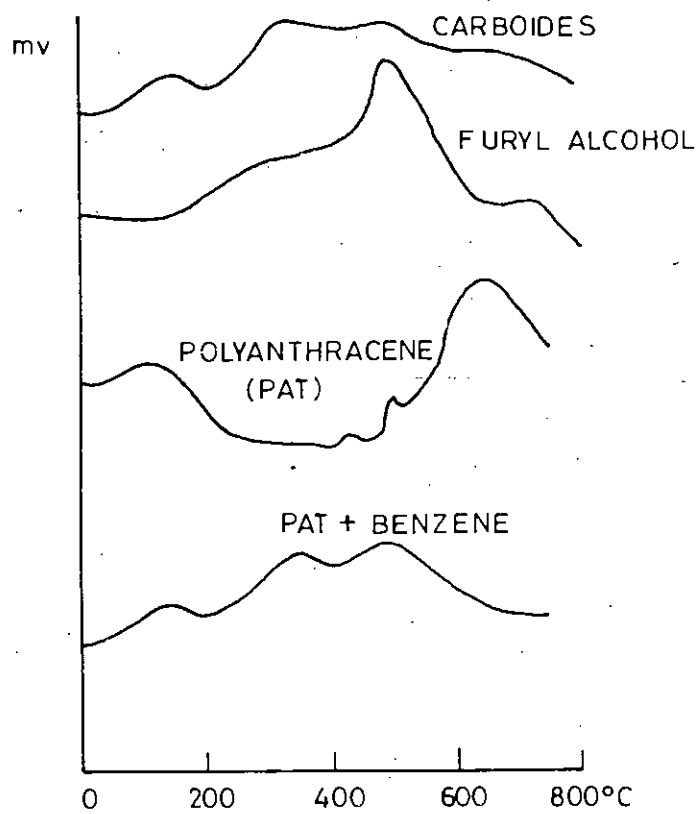 mv
CARBOIDES
FURYL ALCOHOL
POLYANTHRACENE
(PAT)
PAT + BENZENE
0 200 400 600 800°C